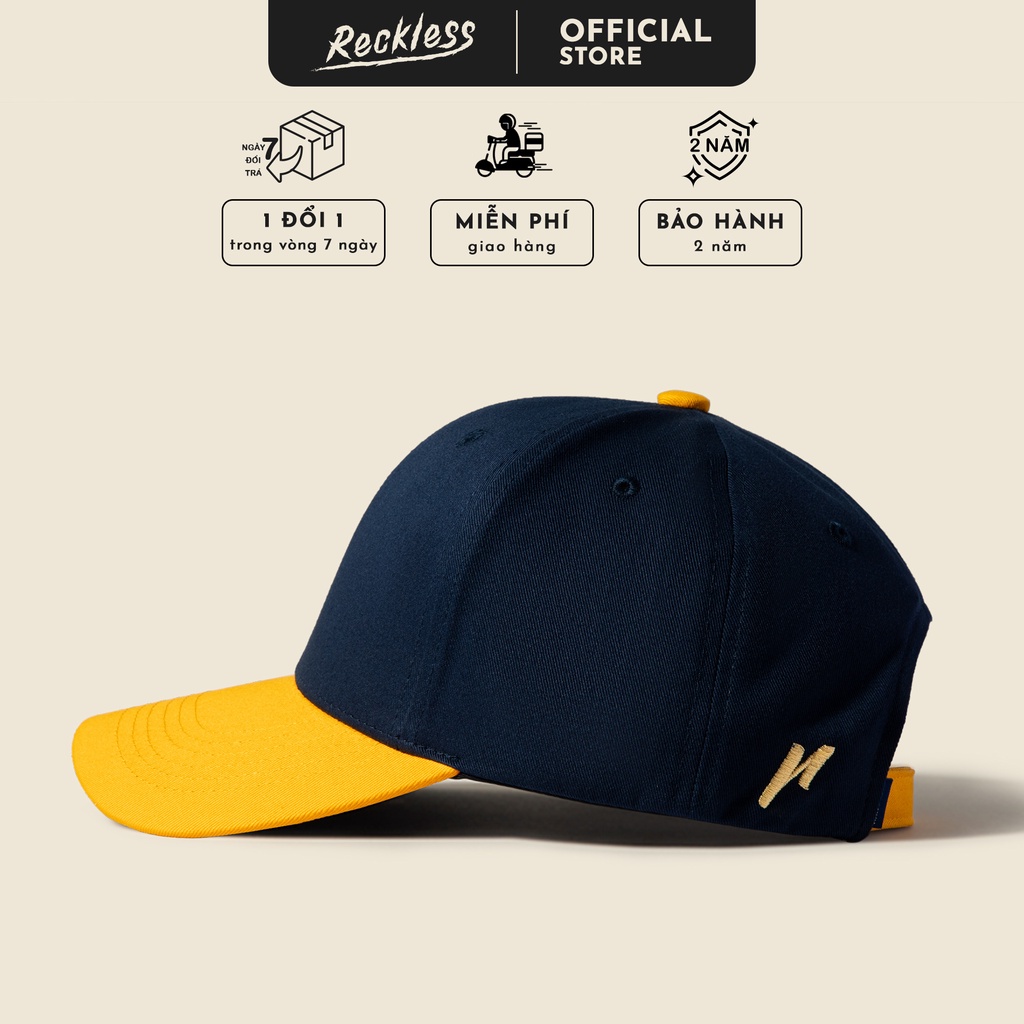 Reckless
OFFICIAL
STORE
NGÀY 7
ĐỔI
TRẢ
2 NĂM
1 ĐỔI 1
trong vòng 7 ngày
MIỄN PHÍ
giao hàng
BẢO HÀNH
2 năm